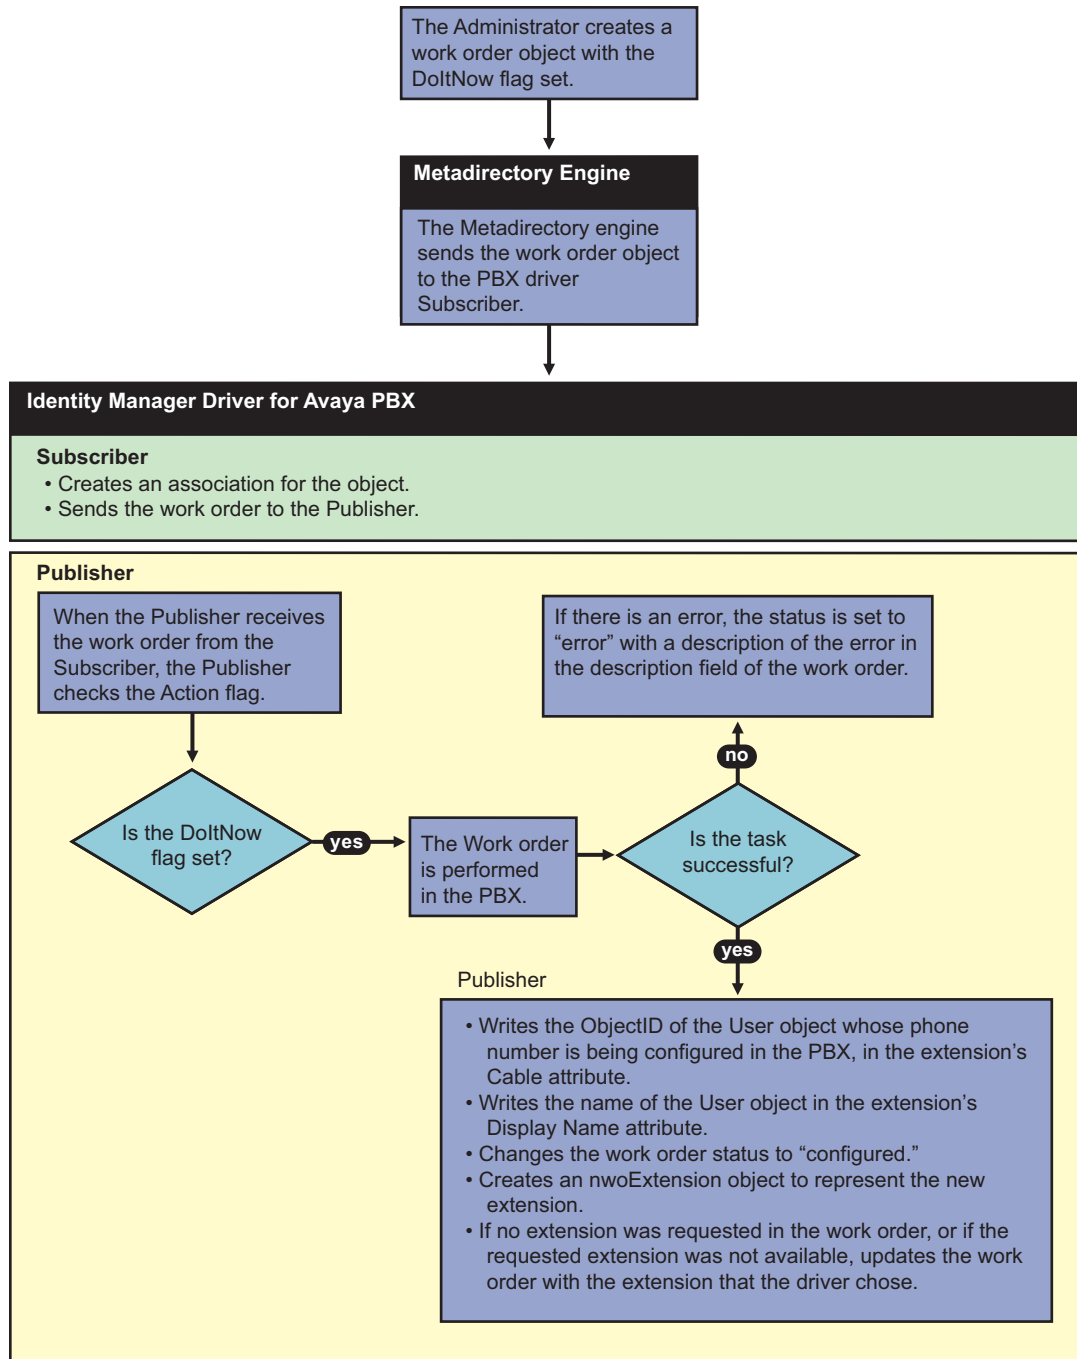 The Administrator creates a
work order object with the
DoItNow flag set.
Metadirectory Engine
The Metadirectory engine
sends the work order object
to the PBX driver
Subscriber.
Identity Manager Driver for Avaya PBX
Subscriber
• Creates an association for the object.
• Sends the work order to the Publisher.
Publisher
When the Publisher receives
the work order from the
Subscriber, the Publisher
checks the Action flag.
If there is an error, the status is set to
“error” with a description of the error in
the description field of the work order.
no
Is the DoItNow
flag set?
yes
The Work order
is performed
in the PBX.
Is the task
successful?
yes
Publisher
• Writes the ObjectID of the User object whose phone
number is being configured in the PBX, in the extension’s
Cable attribute.
• Writes the name of the User object in the extension’s
Display Name attribute.
• Changes the work order status to “configured.”
• Creates an nwoExtension object to represent the new
extension.
• If no extension was requested in the work order, or if the
requested extension was not available, updates the work
order with the extension that the driver chose.